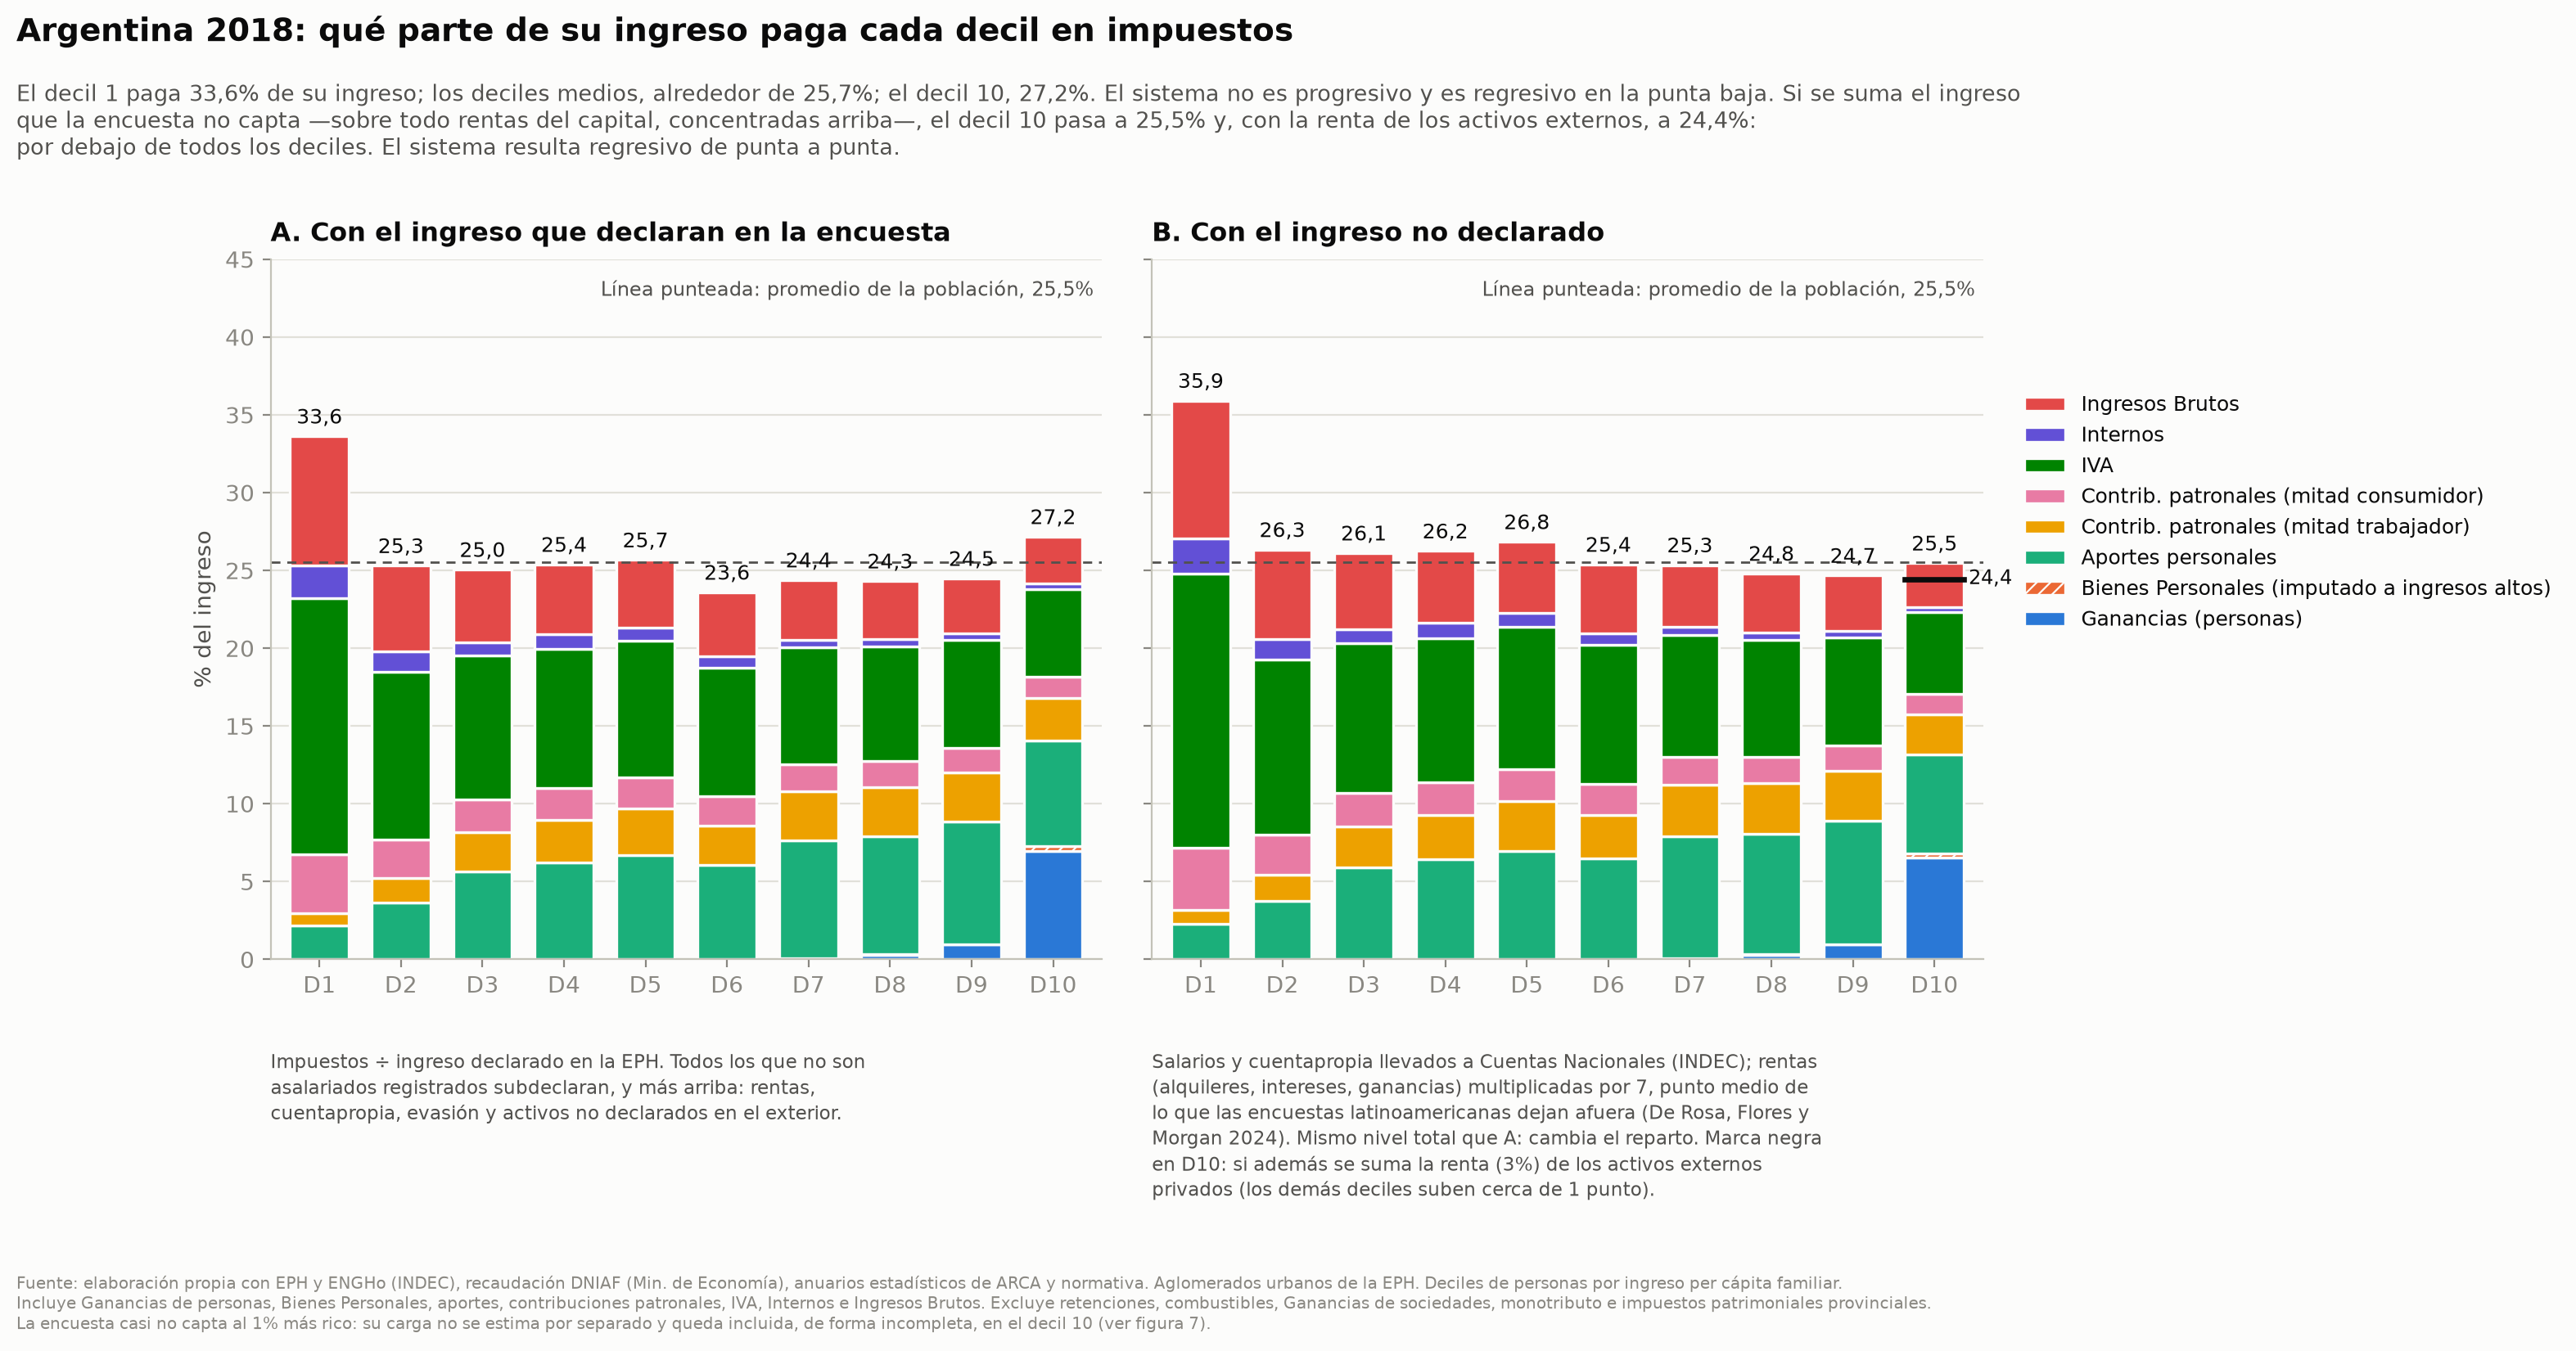 Argentina 2018: qué parte de su ingreso paga cada decil en impuestos
El decil 1 paga 33,6% de su ingreso; los deciles medios, alrededor de 25,7%; el decil 10, 27,2%. El sistema no es progresivo y es regresivo en la punta baja. Si se suma el ingreso
que la encuesta no capta —sobre todo rentas del capital, concentradas arriba—, el decil 10 pasa a 25,5% y, con la renta de los activos externos, a 24,4%:
por debajo de todos los deciles. El sistema resulta regresivo de punta a punta.
A. Con el ingreso que declaran en la encuesta
Línea punteada: promedio de la población, 25,5%
% del ingreso
45
40
35
30
25
20
15
10
5
0
33,6
25,3
25,0
25,4
25,7
23,6
24,4
24,3
24,5
27,2
D1 D2 D3 D4 D5 D6 D7 D8 D9 D10
Impuestos ÷ ingreso declarado en la EPH. Todos los que no son
asalariados registrados subdeclaran, y más arriba: rentas,
cuentapropia, evasión y activos no declarados en el exterior.
B. Con el ingreso no declarado
Línea punteada: promedio de la población, 25,5%
35,9
26,3
26,1
26,2
26,8
25,4
25,3
24,8
24,7
25,5
24,4
D1 D2 D3 D4 D5 D6 D7 D8 D9 D10
Salarios y cuentapropia llevados a Cuentas Nacionales (INDEC); rentas
(alquileres, intereses, ganancias) multiplicadas por 7, punto medio de
lo que las encuestas latinoamericanas dejan afuera (De Rosa, Flores y
Morgan 2024). Mismo nivel total que A: cambia el reparto. Marca negra
en D10: si además se suma la renta (3%) de los activos externos
privados (los demás deciles suben cerca de 1 punto).
Ingresos Brutos
Internos
IVA
Contrib. patronales (mitad consumidor)
Contrib. patronales (mitad trabajador)
Aportes personales
Bienes Personales (imputado a ingresos altos)
Ganancias (personas)
Fuente: elaboración propia con EPH y ENGHo (INDEC), recaudación DNIAF (Min. de Economía), anuarios estadísticos de ARCA y normativa. Aglomerados urbanos de la EPH. Deciles de personas por ingreso per cápita familiar.
Incluye Ganancias de personas, Bienes Personales, aportes, contribuciones patronales, IVA, Internos e Ingresos Brutos. Excluye retenciones, combustibles, Ganancias de sociedades, monotributo e impuestos patrimoniales provinciales.
La encuesta casi no capta al 1% más rico: su carga no se estima por separado y queda incluida, de forma incompleta, en el decil 10 (ver figura 7).